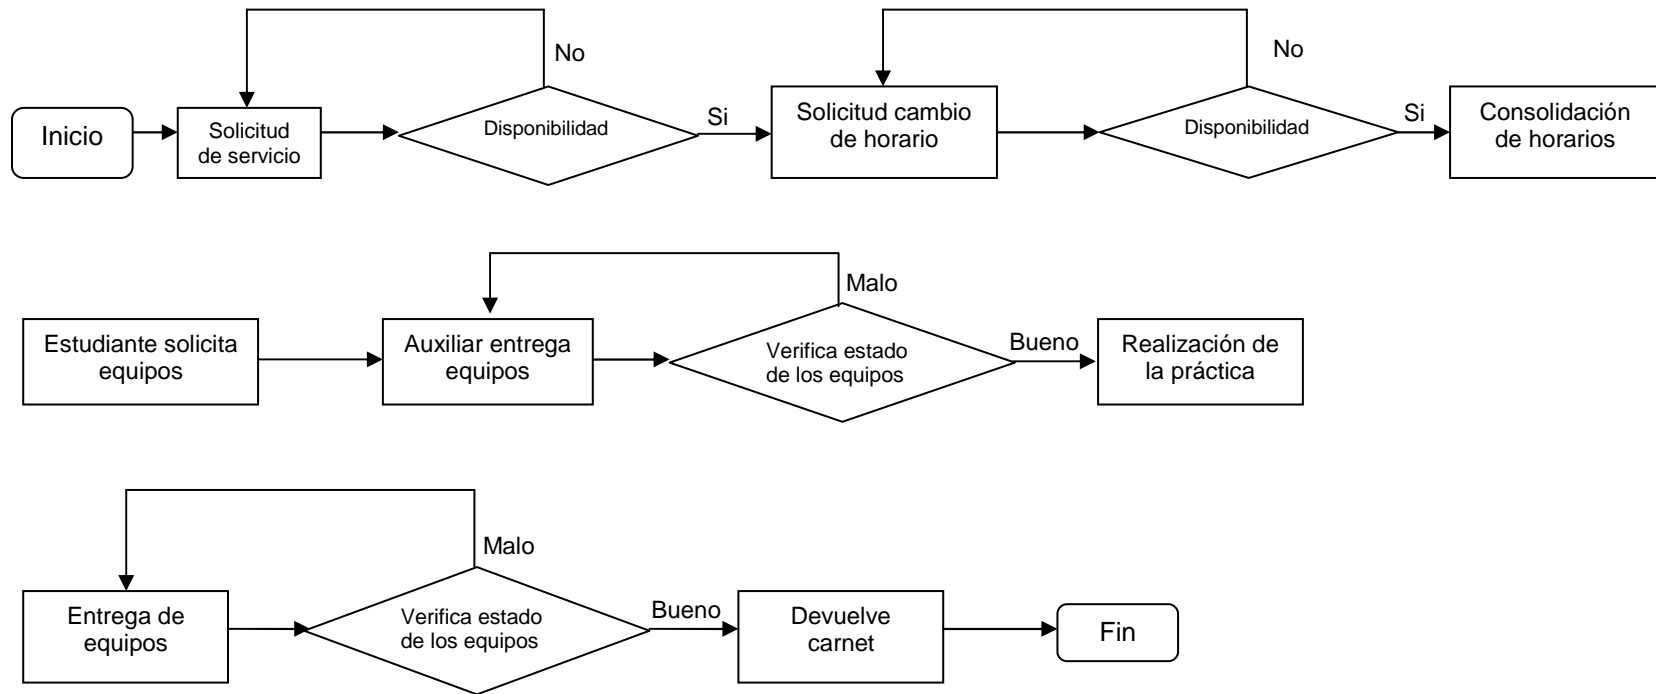 No
No
Inicio
Solicitud
de servicio
Disponibilidad
Si
Solicitud cambio
de horario
Disponibilidad
Si
Consolidación
de horarios
Malo
Estudiante solicita
equipos
Auxiliar entrega
equipos
Verifica estado
de los equipos
Bueno
Realización de
la práctica
Malo
Entrega de
equipos
Verifica estado
de los equipos
Bueno
Devuelve
carnet
Fin